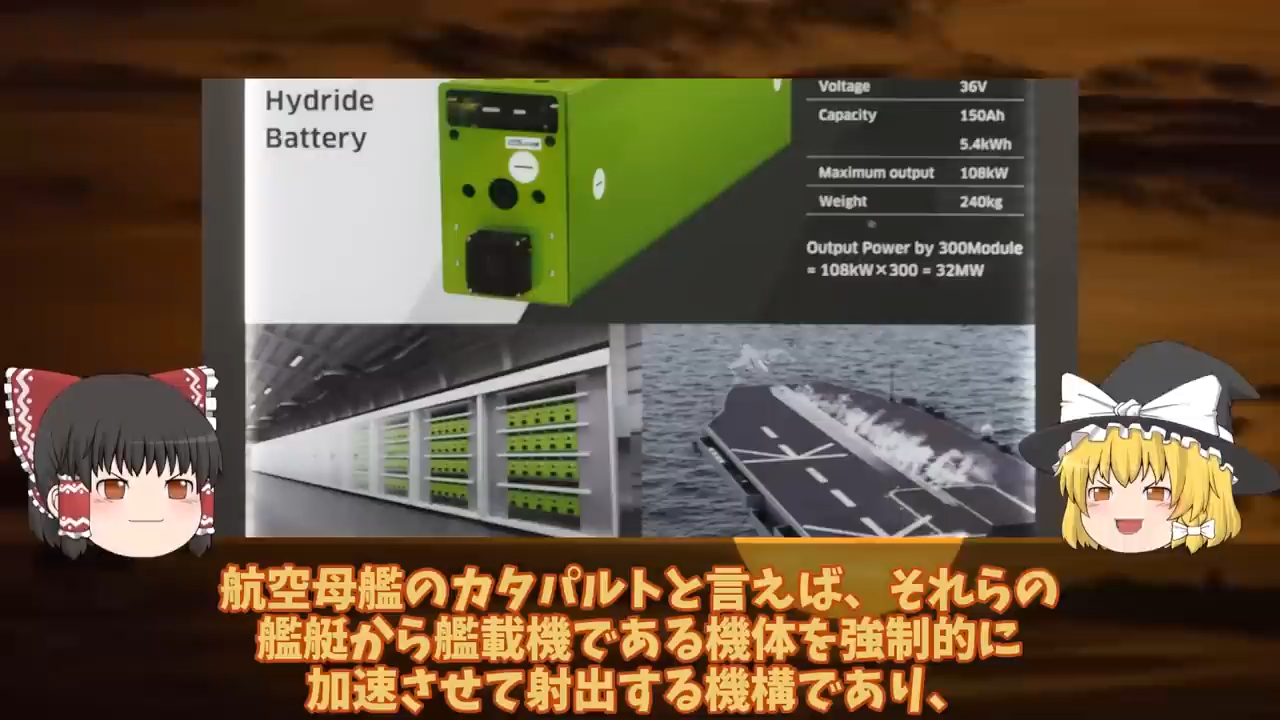 Hydride
Battery
Voltage 36V
Capacity 150Ah
5.4kWh
Maximum output 108kW
Weight 240kg
Output Power by 300Module
= 108kW×300 = 32MW
航空母艦のカタパルトと言えば、それらの
艦艇から艦載機である機体を強制的に
加速させて射出する機構であり、